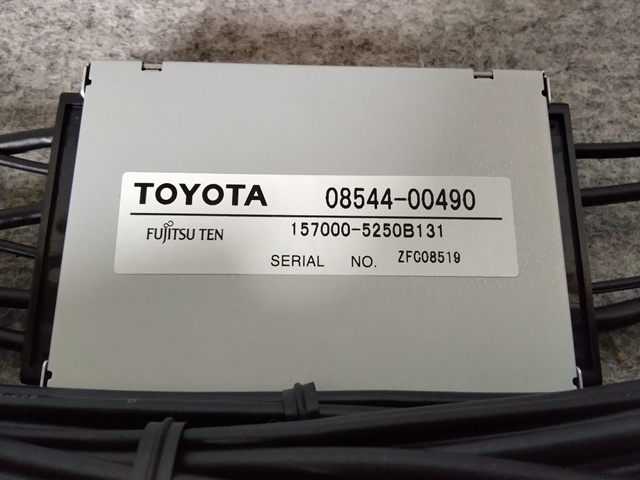 TOYOTA 08544-00490
FUJITSU TEN 157000-5250B131
SERIAL NO. ZFC08519